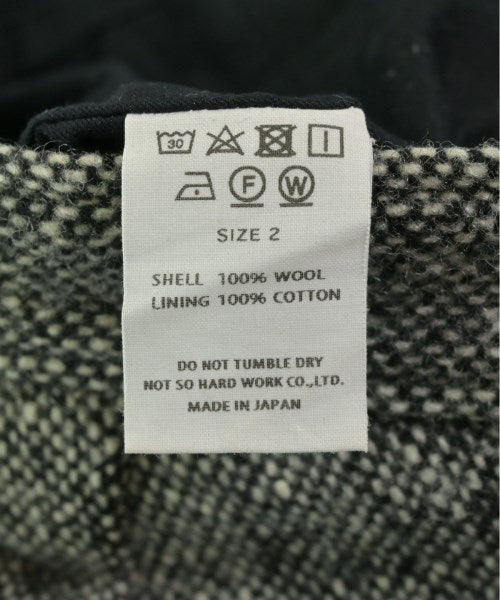 30
F W
SIZE 2
SHELL 100% WOOL
LINING 100% COTTON
DO NOT TUMBLE DRY
NOT SO HARD WORK CO.,LTD.
MADE IN JAPAN